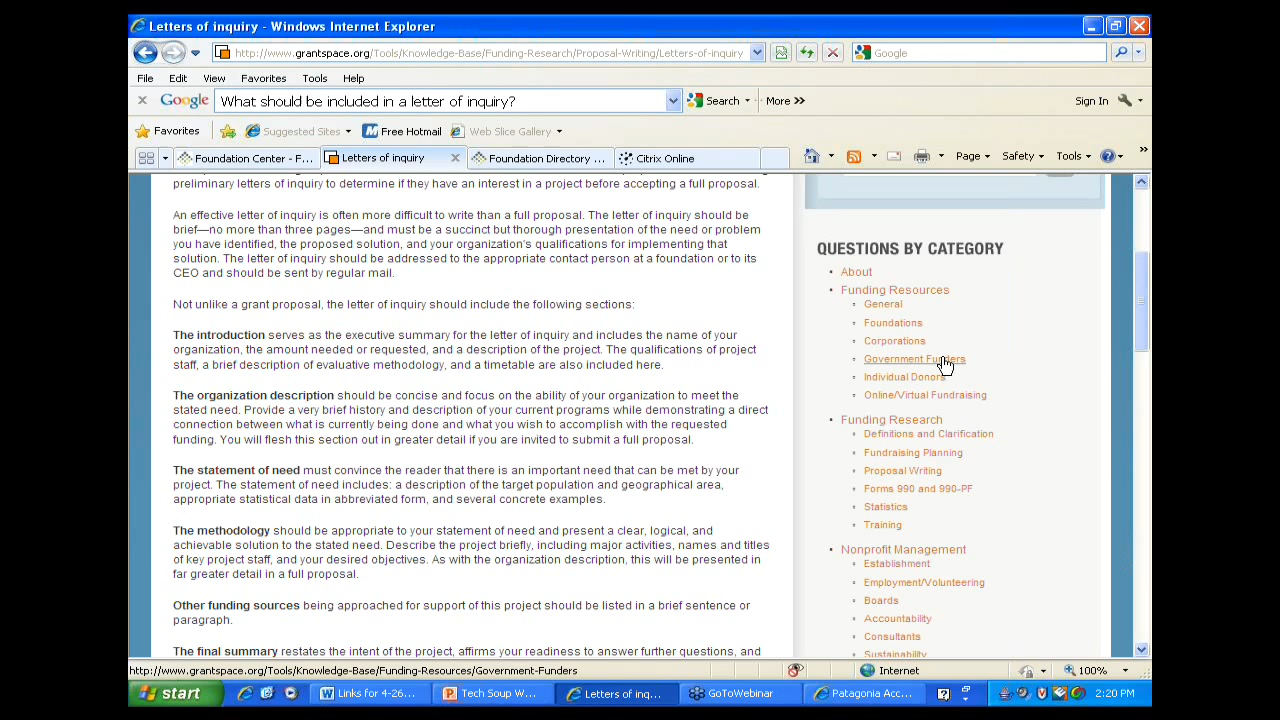 Letters of inquiry - Windows Internet Explorer
http://www.grantspace.org/Tools/Knowledge-Base/Funding-Research/Proposal-Writing/Letters-of-inquiry
Google
File Edit View Favorites Tools Help
Google What should be included in a letter of inquiry? Search More >> Sign In
Favorites Suggested Sites Free Hotmail Web Slice Gallery
Foundation Center - F... Letters of inquiry Foundation Directory ... Citrix Online Page Safety Tools
preliminary letters of inquiry to determine if they have an interest in a project before accepting a full proposal.
An effective letter of inquiry is often more difficult to write than a full proposal. The letter of inquiry should be
brief—no more than three pages—and must be a succinct but thorough presentation of the need or problem
you have identified, the proposed solution, and your organization's qualifications for implementing that
solution. The letter of inquiry should be addressed to the appropriate contact person at a foundation or to its
CEO and should be sent by regular mail.
Not unlike a grant proposal, the letter of inquiry should include the following sections:
The introduction serves as the executive summary for the letter of inquiry and includes the name of your
organization, the amount needed or requested, and a description of the project. The qualifications of project
staff, a brief description of evaluative methodology, and a timetable are also included here.
The organization description should be concise and focus on the ability of your organization to meet the
stated need. Provide a very brief history and description of your current programs while demonstrating a direct
connection between what is currently being done and what you wish to accomplish with the requested
funding. You will flesh this section out in greater detail if you are invited to submit a full proposal.
The statement of need must convince the reader that there is an important need that can be met by your
project. The statement of need includes: a description of the target population and geographical area,
appropriate statistical data in abbreviated form, and several concrete examples.
The methodology should be appropriate to your statement of need and present a clear, logical, and
achievable solution to the stated need. Describe the project briefly, including major activities, names and titles
of key project staff, and your desired objectives. As with the organization description, this will be presented in
far greater detail in a full proposal.
Other funding sources being approached for support of this project should be listed in a brief sentence or
paragraph.
The final summary restates the intent of the project, affirms your readiness to answer further questions, and
QUESTIONS BY CATEGORY
About
Funding Resources
General
Foundations
Corporations
Government Funders
Individual Donors
Online/Virtual Fundraising
Funding Research
Definitions and Clarification
Fundraising Planning
Proposal Writing
Forms 990 and 990-PF
Statistics
Training
Nonprofit Management
Establishment
Employment/Volunteering
Boards
Accountability
Consultants
Sustainability
http://www.grantspace.org/Tools/Knowledge-Base/Funding-Resources/Government-Funders Internet 100%
start Links for 4-26... Tech Soup W... Letters of inq... GoToWebinar Patagonia Acc... 2:20 PM